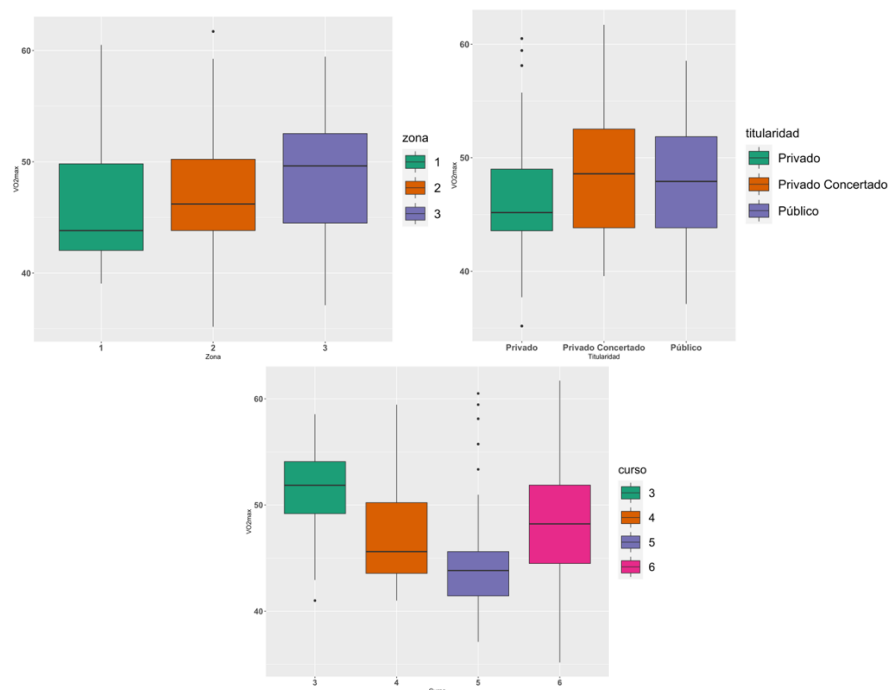 60
50
40
VO2max
1
2
3
Zona
zona
1
2
3
60
50
40
VO2max
Privado
Privado Concertado
Público
Titularidad
titularidad
Privado
Privado Concertado
Público
60
50
40
VO2max
3
4
5
6
curso
3
4
5
6